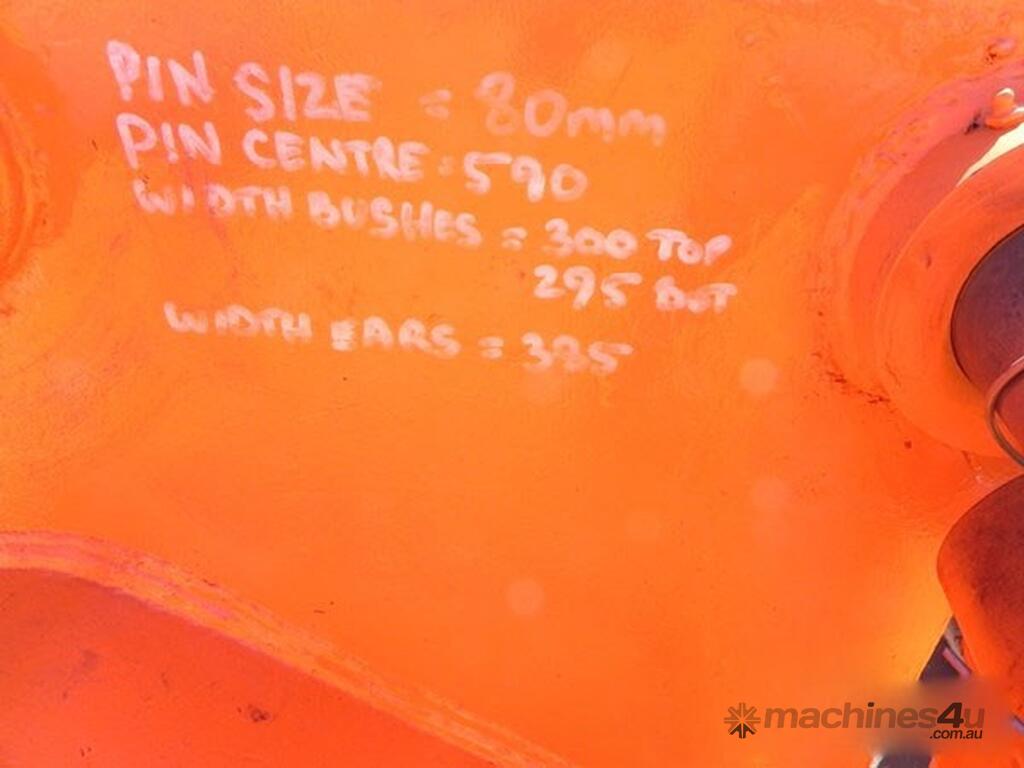 PIN SIZE = 80mm
PIN CENTRE = 590
WIDTH BUSHES = 300 TOP
295 BOT
WIDTH EARS = 385
machines4u
.com.au